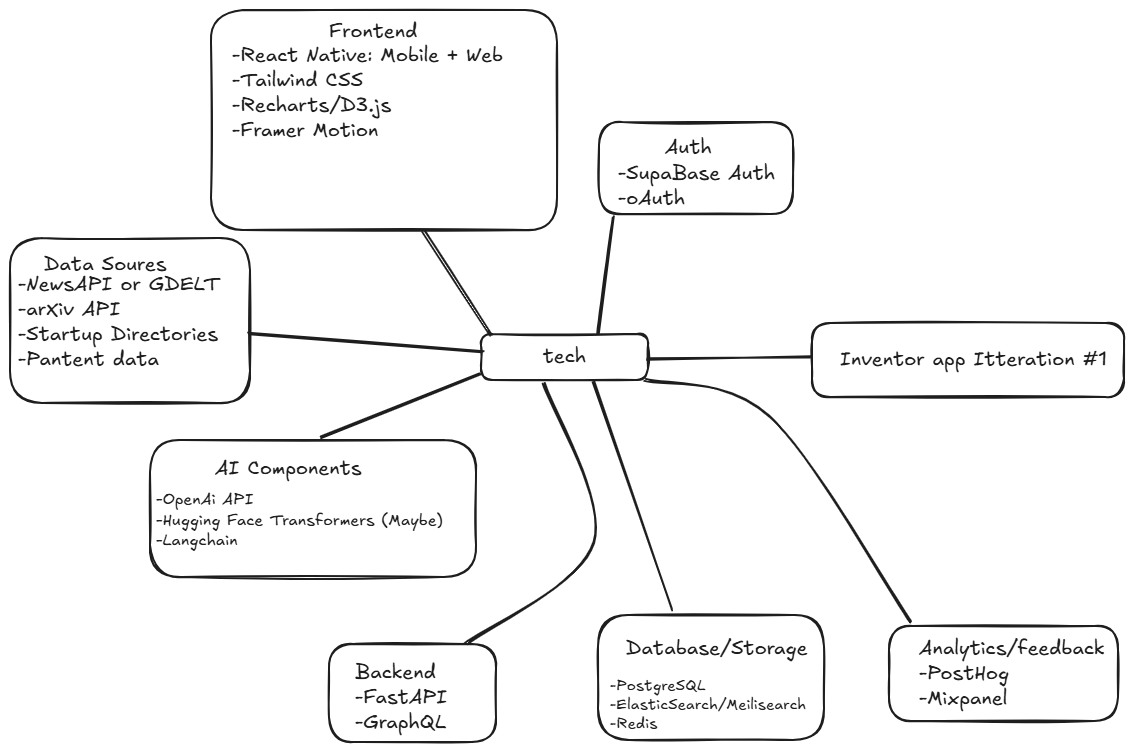 Frontend
-React Native: Mobile + Web
-Tailwind CSS
-Recharts/D3.js
-Framer Motion
Auth
-SupaBase Auth
-oAuth
Data Soures
-NewsAPI or GDELT
-arXiv API
-Startup Directories
-Pantent data
tech
Inventor app Itteration #1
AI Components
-OpenAi API
-Hugging Face Transformers (Maybe)
-Langchain
Backend
-FastAPI
-GraphQL
Database/Storage
-PostgreSQL
-ElasticSearch/Meilisearch
-Redis
Analytics/feedback
-PostHog
-Mixpanel